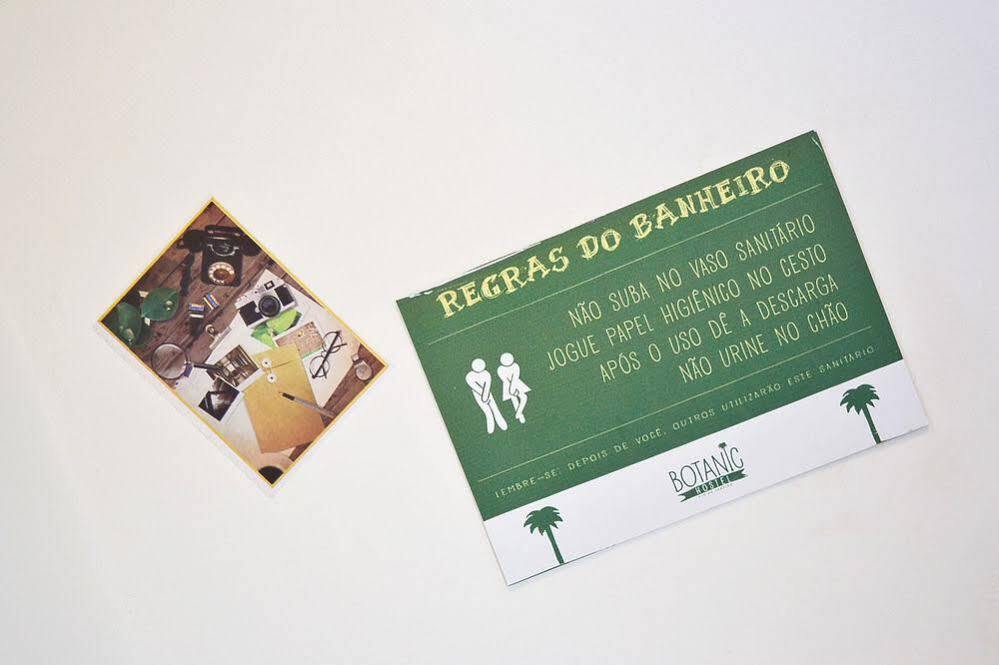 REGRAS DO BANHEIRO
NÃO SUBA NO VASO SANITÁRIO
JOGUE PAPEL HIGIÊNICO NO CESTO
APÓS O USO DÊ A DESCARGA
NÃO URINE NO CHÃO
LEMBRE-SE: DEPOIS DE VOCÊ, OUTROS UTILIZARÃO ESTE SANITÁRIO
BOTANIC
HOSTEL